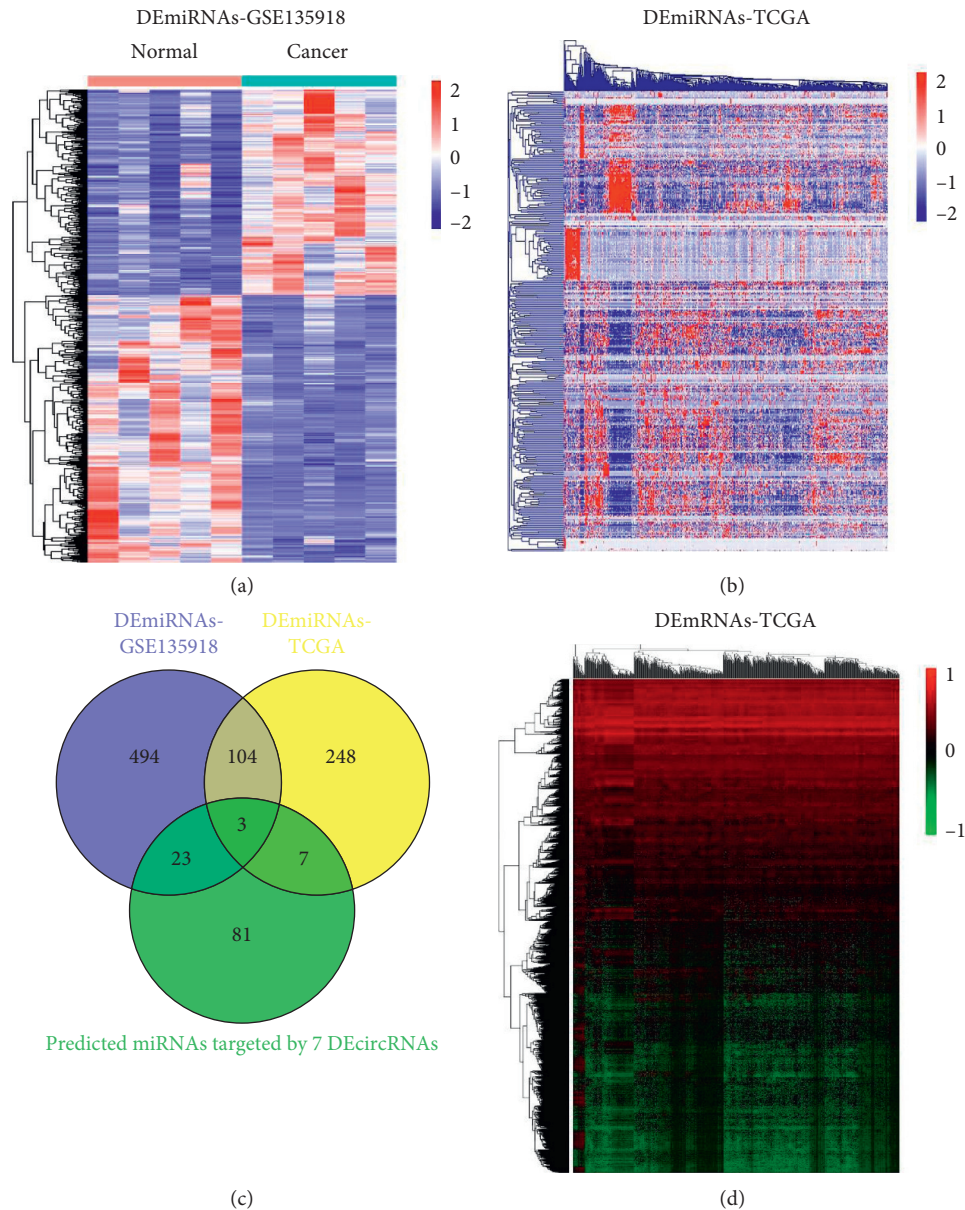 DEmiRNAs-GSE135918
Normal
Cancer
2
1
0
−1
−2
(a)
DEmiRNAs-TCGA
2
1
0
−1
−2
(b)
DEmiRNAs-
GSE135918
DEmiRNAs-
TCGA
494
104
248
3
23
7
81
Predicted miRNAs targeted by 7 DEcircRNAs
(c)
DEmRNAs-TCGA
1
0
−1
(d)